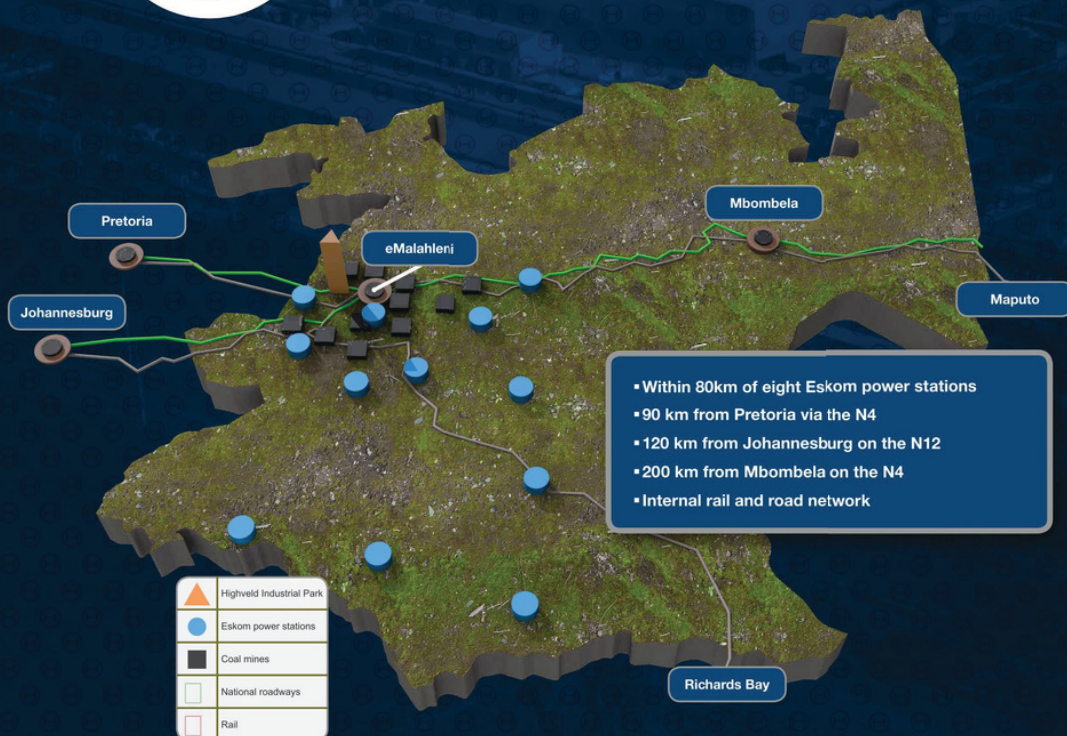 Pretoria
Mbombela
eMalahleni
Johannesburg
Maputo
▪Within 80km of eight Eskom power stations
▪90 km from Pretoria via the N4
▪120 km from Johannesburg on the N12
▪200 km from Mbombela on the N4
▪Internal rail and road network
Highveld Industrial Park
Eskom power stations
Coal mines
National roadways
Rail
Richards Bay